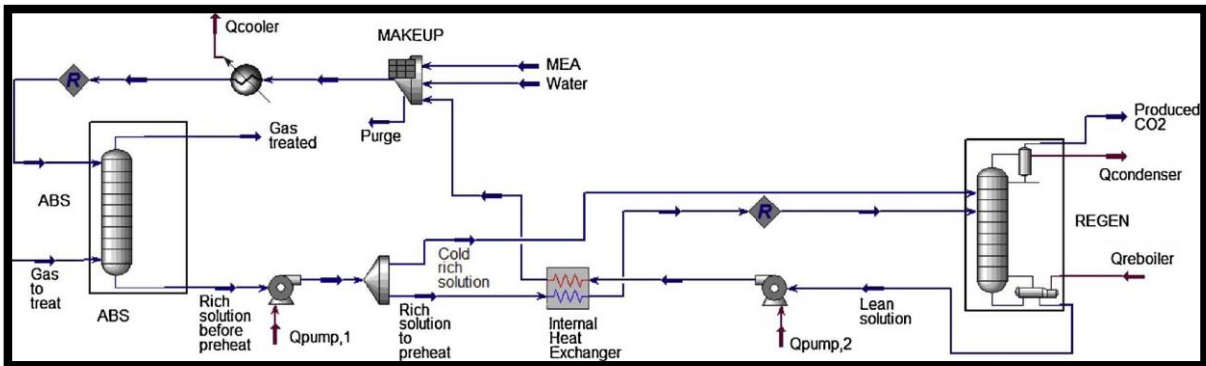 Qcooler
MAKEUP
MEA
Water
R
Purge
Gas
treated
ABS
Gas
to
treat
ABS
Rich
solution
before
preheat
Qpump,1
Cold
rich
solution
Rich
solution
to
preheat
Internal
Heat
Exchanger
R
Qpump,2
Lean
solution
Produced
CO2
Qcondenser
REGEN
Qreboiler